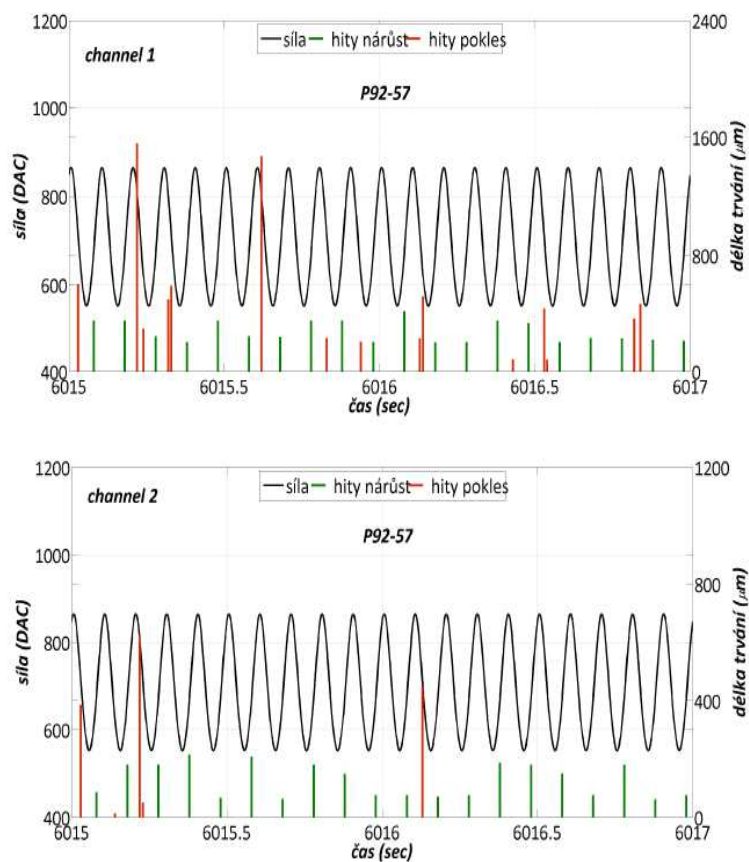 1200 2400
síla hity nárůst hity pokles
channel 1
P92-57
1000 1600
800
600 800
400 0
6015 6015.5 6016 6016.5 6017
síla (DAC)
čas (sec)
délka trvání (μm)
1200 1200
síla hity nárůst hity pokles
channel 2
P92-57
1000 800
800
600 400
400 0
6015 6015.5 6016 6016.5 6017
síla (DAC)
čas (sec)
délka trvání (μm)